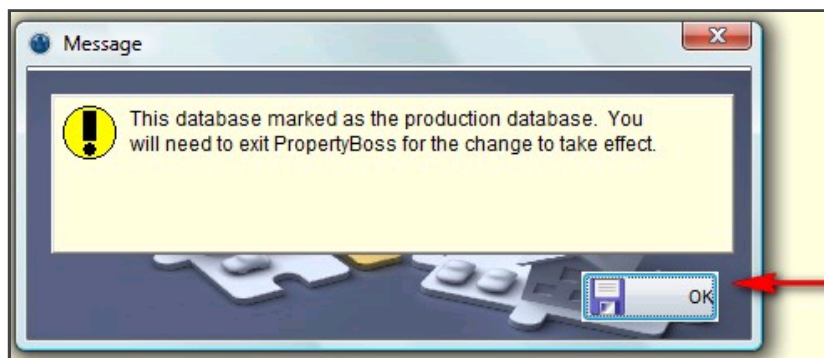 Message
This database marked as the production database. You
will need to exit PropertyBoss for the change to take effect.
OK